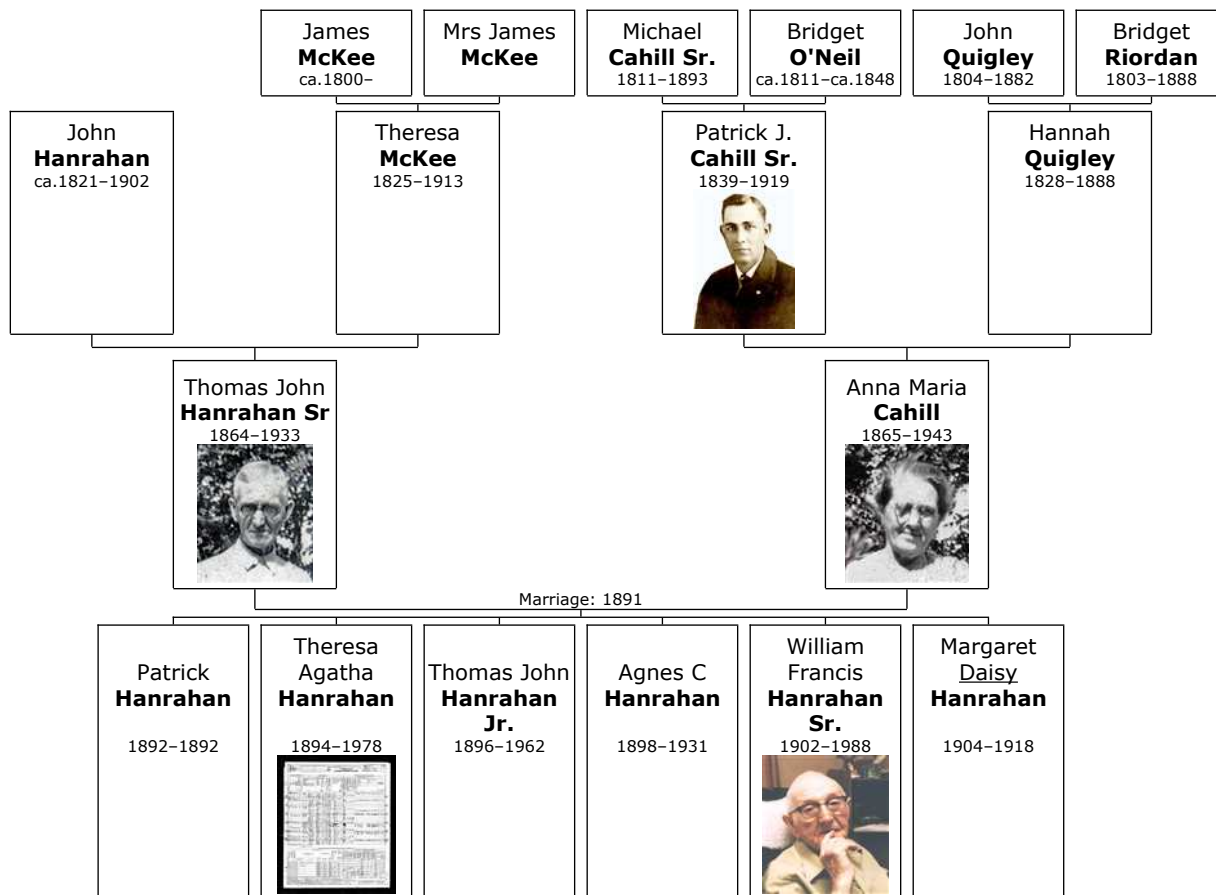 James
McKee
ca.1800–
Mrs James
McKee
Michael
Cahill Sr.
1811–1893
Bridget
O'Neil
ca.1811–ca.1848
John
Quigley
1804–1882
Bridget
Riordan
1803–1888
John
Hanrahan
ca.1821–1902
Theresa
McKee
1825–1913
Patrick J.
Cahill Sr.
1839–1919
Hannah
Quigley
1828–1888
Thomas John
Hanrahan Sr
1864–1933
Anna Maria
Cahill
1865–1943
Marriage: 1891
Patrick
Hanrahan
1892–1892
Theresa
Agatha
Hanrahan
1894–1978
Thomas John
Hanrahan
Jr.
1896–1962
Agnes C
Hanrahan
1898–1931
William
Francis
Hanrahan
Sr.
1902–1988
Margaret
Daisy
Hanrahan
1904–1918